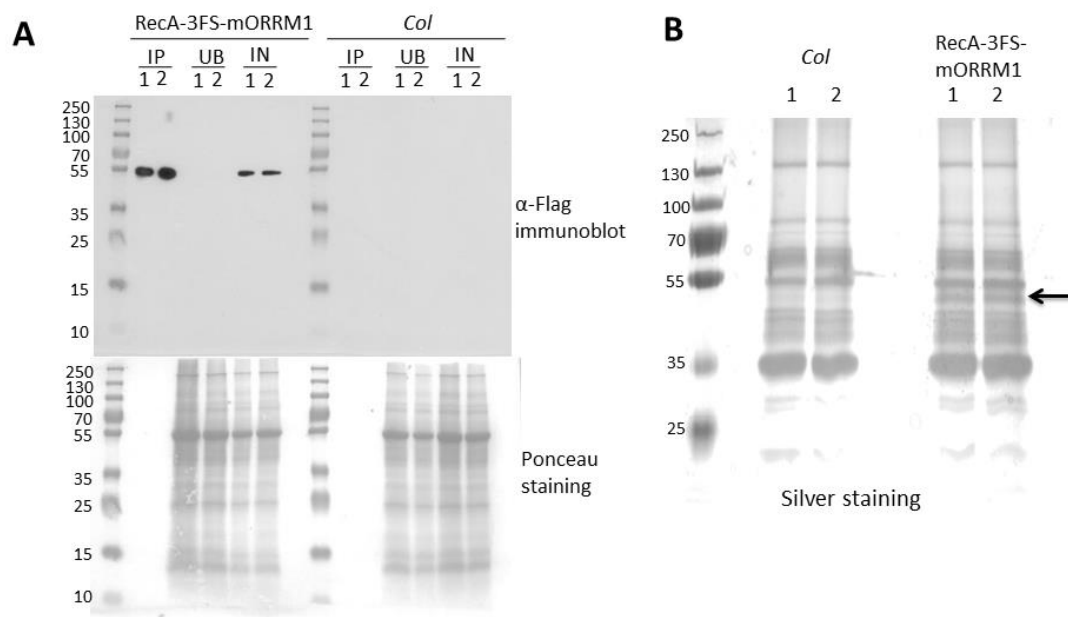 A
RecA-3FS-mORRM1 Col
IP UB IN IP UB IN
1 2 1 2 1 2 1 2 1 2 1 2
250
130
100
70
55
35
25
15
10
α-Flag
immunoblot
250
130
100
70
55
35
25
15
10
Ponceau
staining
B
Col
RecA-3FS-
mORRM1
1 2 1 2
250
130
100
70
55
35
25
Silver staining